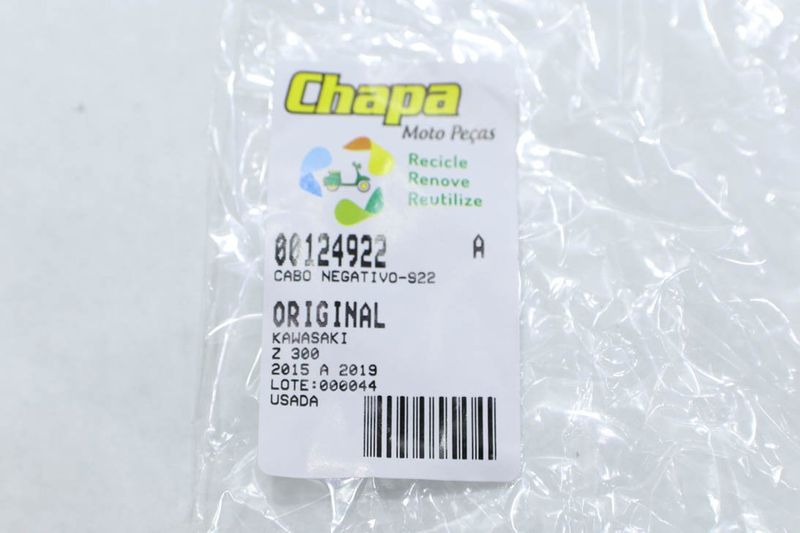 Chapa
Moto Peças
Recicle
Renove
Reutilize
00124922 A
CABO NEGATIVO-922
ORIGINAL
KAWASAKI
Z 300
2015 A 2019
LOTE:000044
USADA